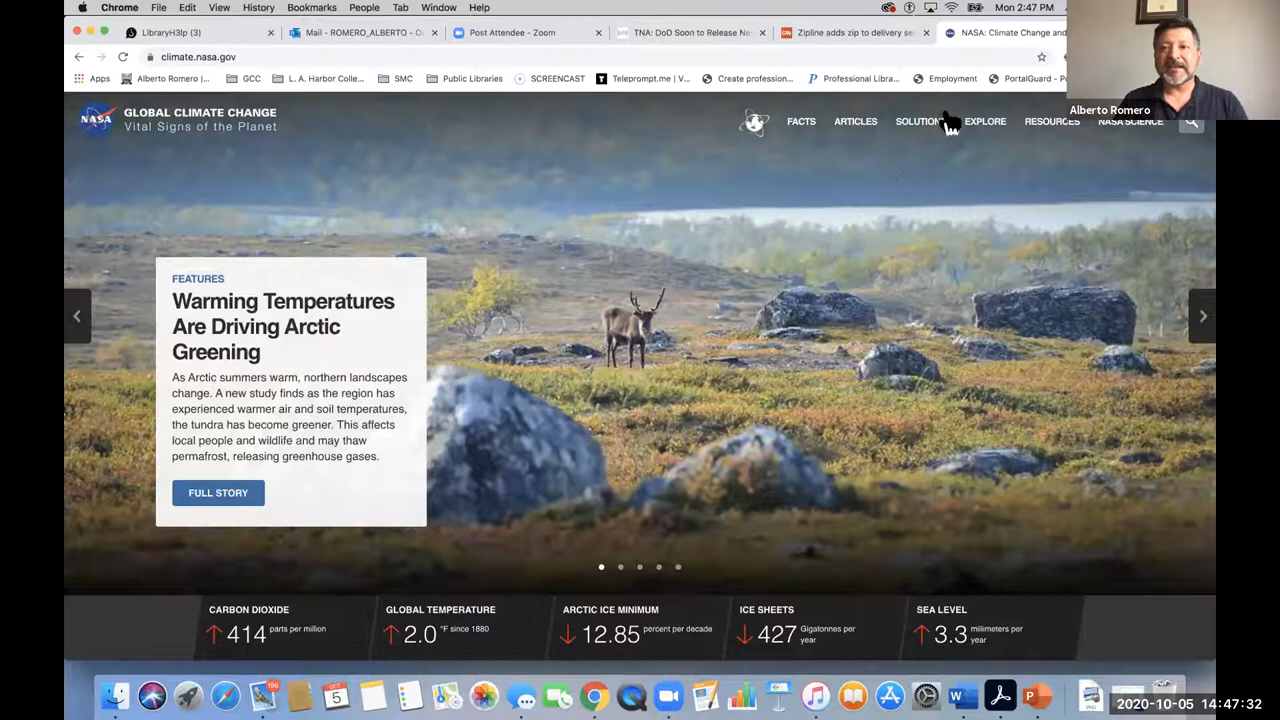 Chrome File Edit View History Bookmarks People Tab Window Help Mon 2:47 PM
LibraryH3lp (3) Mail - ROMERO_ALBERTO - O Post Attendee - Zoom TNA: DoD Soon to Release Ne Zipline adds zip to delivery se NASA: Climate Change and
climate.nasa.gov
Apps Alberto Romero |... GCC L. A. Harbor Colle... SMC Public Libraries SCREENCAST Teleprompt.me | V... Create profession... Professional Libra... Employment PortalGuard - Po
Alberto Romero
NASA
GLOBAL CLIMATE CHANGE
Vital Signs of the Planet
FACTS ARTICLES SOLUTION EXPLORE RESOURCES NASA SCIENCE
FEATURES
Warming Temperatures
Are Driving Arctic
Greening
As Arctic summers warm, northern landscapes
change. A new study finds as the region has
experienced warmer air and soil temperatures,
the tundra has become greener. This affects
local people and wildlife and may thaw
permafrost, releasing greenhouse gases.
FULL STORY
CARBON DIOXIDE
414 parts per million
GLOBAL TEMPERATURE
2.0 °F since 1880
ARCTIC ICE MINIMUM
12.85 percent per decade
ICE SHEETS
427 Gigatonnes per
year
SEA LEVEL
3.3 millimeters per
year
196
OCT
5
2020-10-05 14:47:32